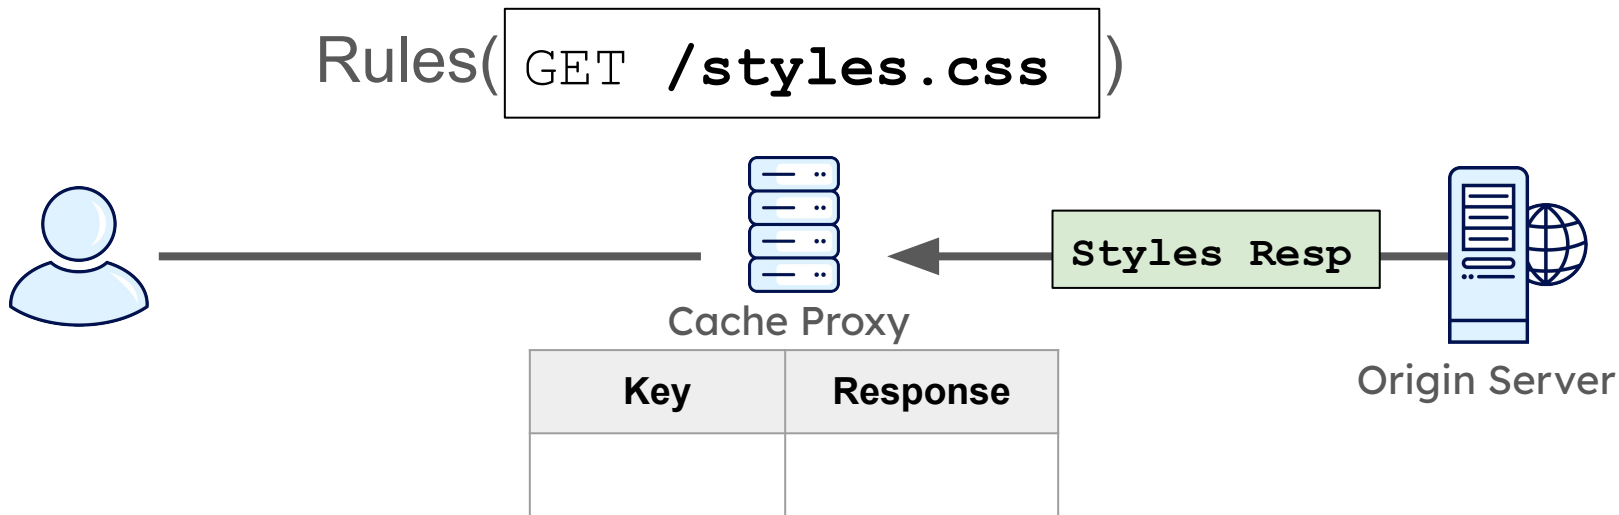 Rules( GET /styles.css )
Styles Resp
Cache Proxy
Origin Server
Key Response